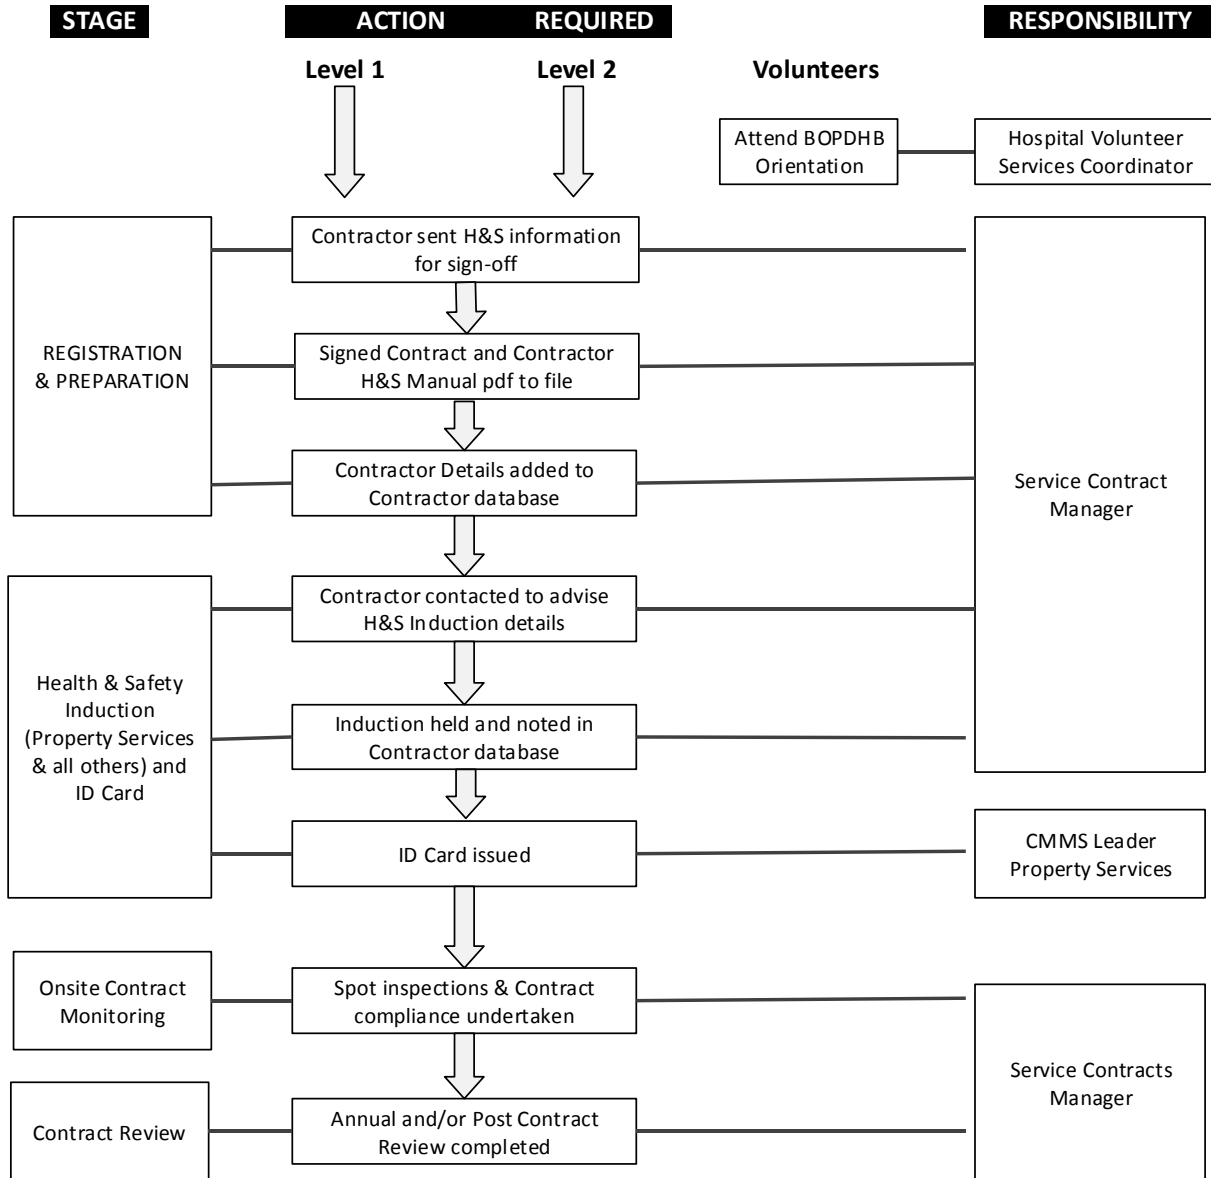 STAGE
ACTION REQUIRED
RESPONSIBILITY
Level 1
Level 2
Volunteers
Attend BOPDHB
Orientation
Hospital Volunteer
Services Coordinator
REGISTRATION
& PREPARATION
Contractor sent H&S information
for sign-off
Signed Contract and Contractor
H&S Manual pdf to file
Contractor Details added to
Contractor database
Service Contract
Manager
Health & Safety
Induction
(Property Services
& all others) and
ID Card
Contractor contacted to advise
H&S Induction details
Induction held and noted in
Contractor database
ID Card issued
CMMS Leader
Property Services
Onsite Contract
Monitoring
Spot inspections & Contract
compliance undertaken
Service Contracts
Manager
Contract Review
Annual and/or Post Contract
Review completed